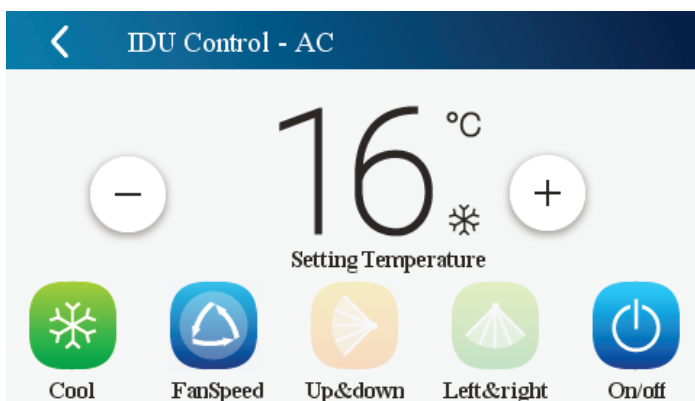 IDU Control - AC
16 °C
Setting Temperature
Cool FanSpeed Up&down Left&right On/off